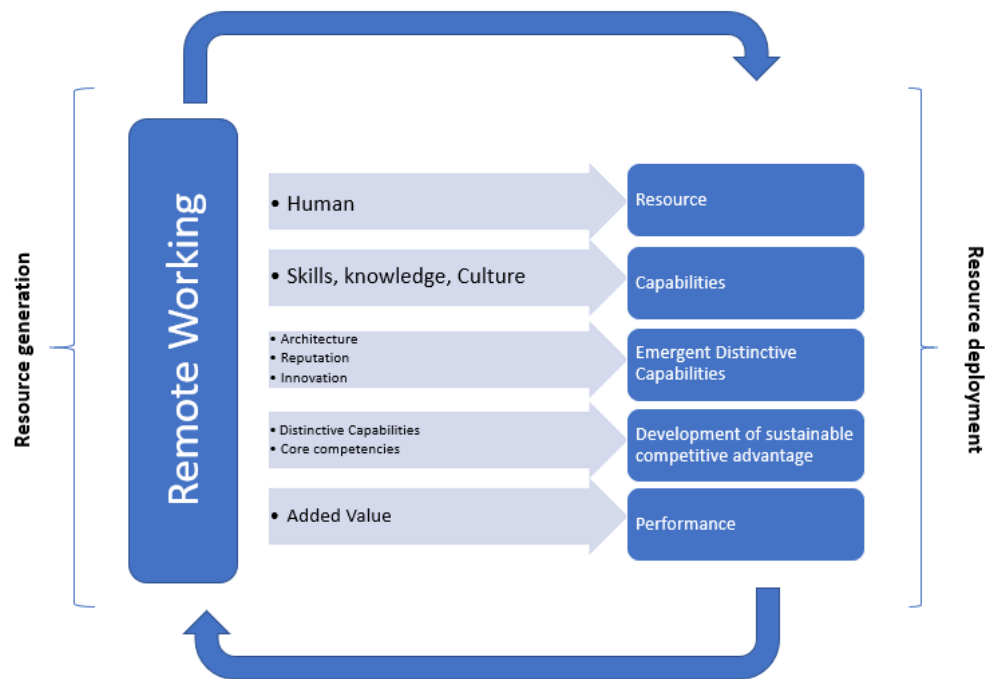 Resource generation
Remote Working
• Human
Resource
• Skills, knowledge, Culture
Capabilities
• Architecture
• Reputation
• Innovation
Emergent Distinctive
Capabilities
• Distinctive Capabilities
• Core competencies
Development of sustainable
competitive advantage
• Added Value
Performance
Resource deployment